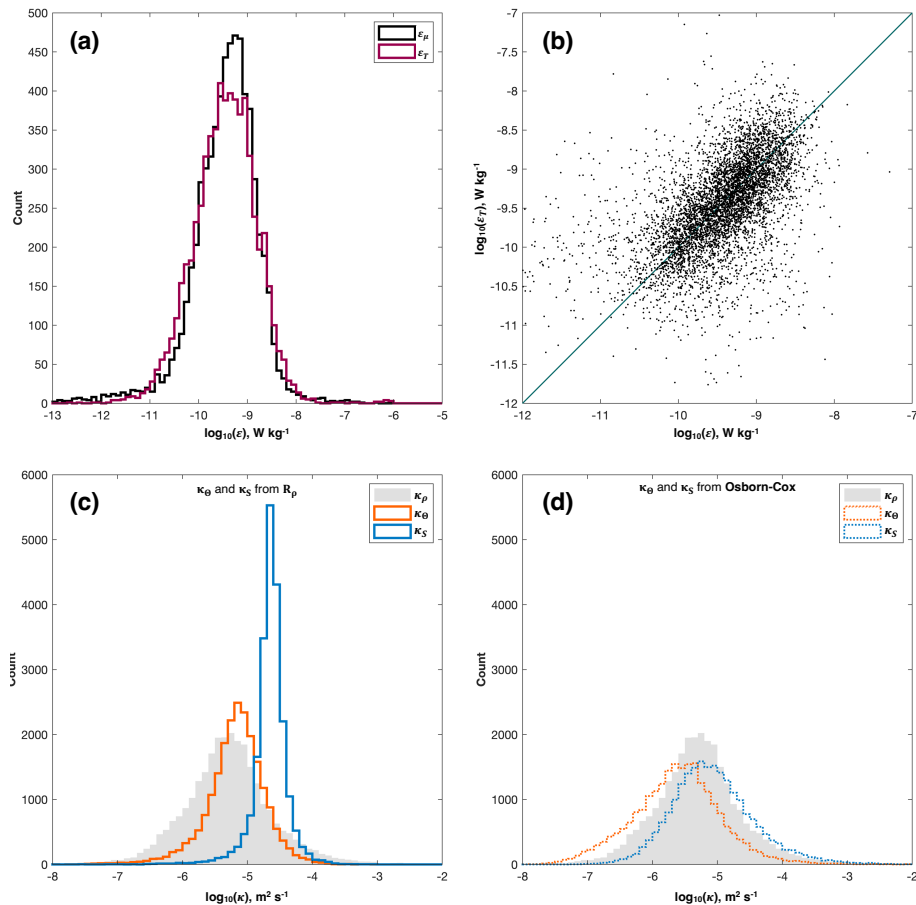 (a)
ε_μ
ε_T
500
450
400
350
300
250
200
150
100
50
0
Count
-13 -12 -11 -10 -9 -8 -7 -6 -5
log₁₀(ε), W kg⁻¹
(b)
-7
-7.5
-8
-8.5
-9
-9.5
-10
-10.5
-11
-11.5
-12
log₁₀(ε_T), W kg⁻¹
-12 -11 -10 -9 -8 -7
log₁₀(ε), W kg⁻¹
(c)
κ_Θ and κ_S from R_ρ
κ_ρ
κ_Θ
κ_S
6000
5000
4000
3000
2000
1000
0
Count
-8 -7 -6 -5 -4 -3 -2
log₁₀(κ), m² s⁻¹
(d)
κ_Θ and κ_S from Osborn-Cox
κ_ρ
κ_Θ
κ_S
6000
5000
4000
3000
2000
1000
0
Count
-8 -7 -6 -5 -4 -3 -2
log₁₀(κ), m² s⁻¹